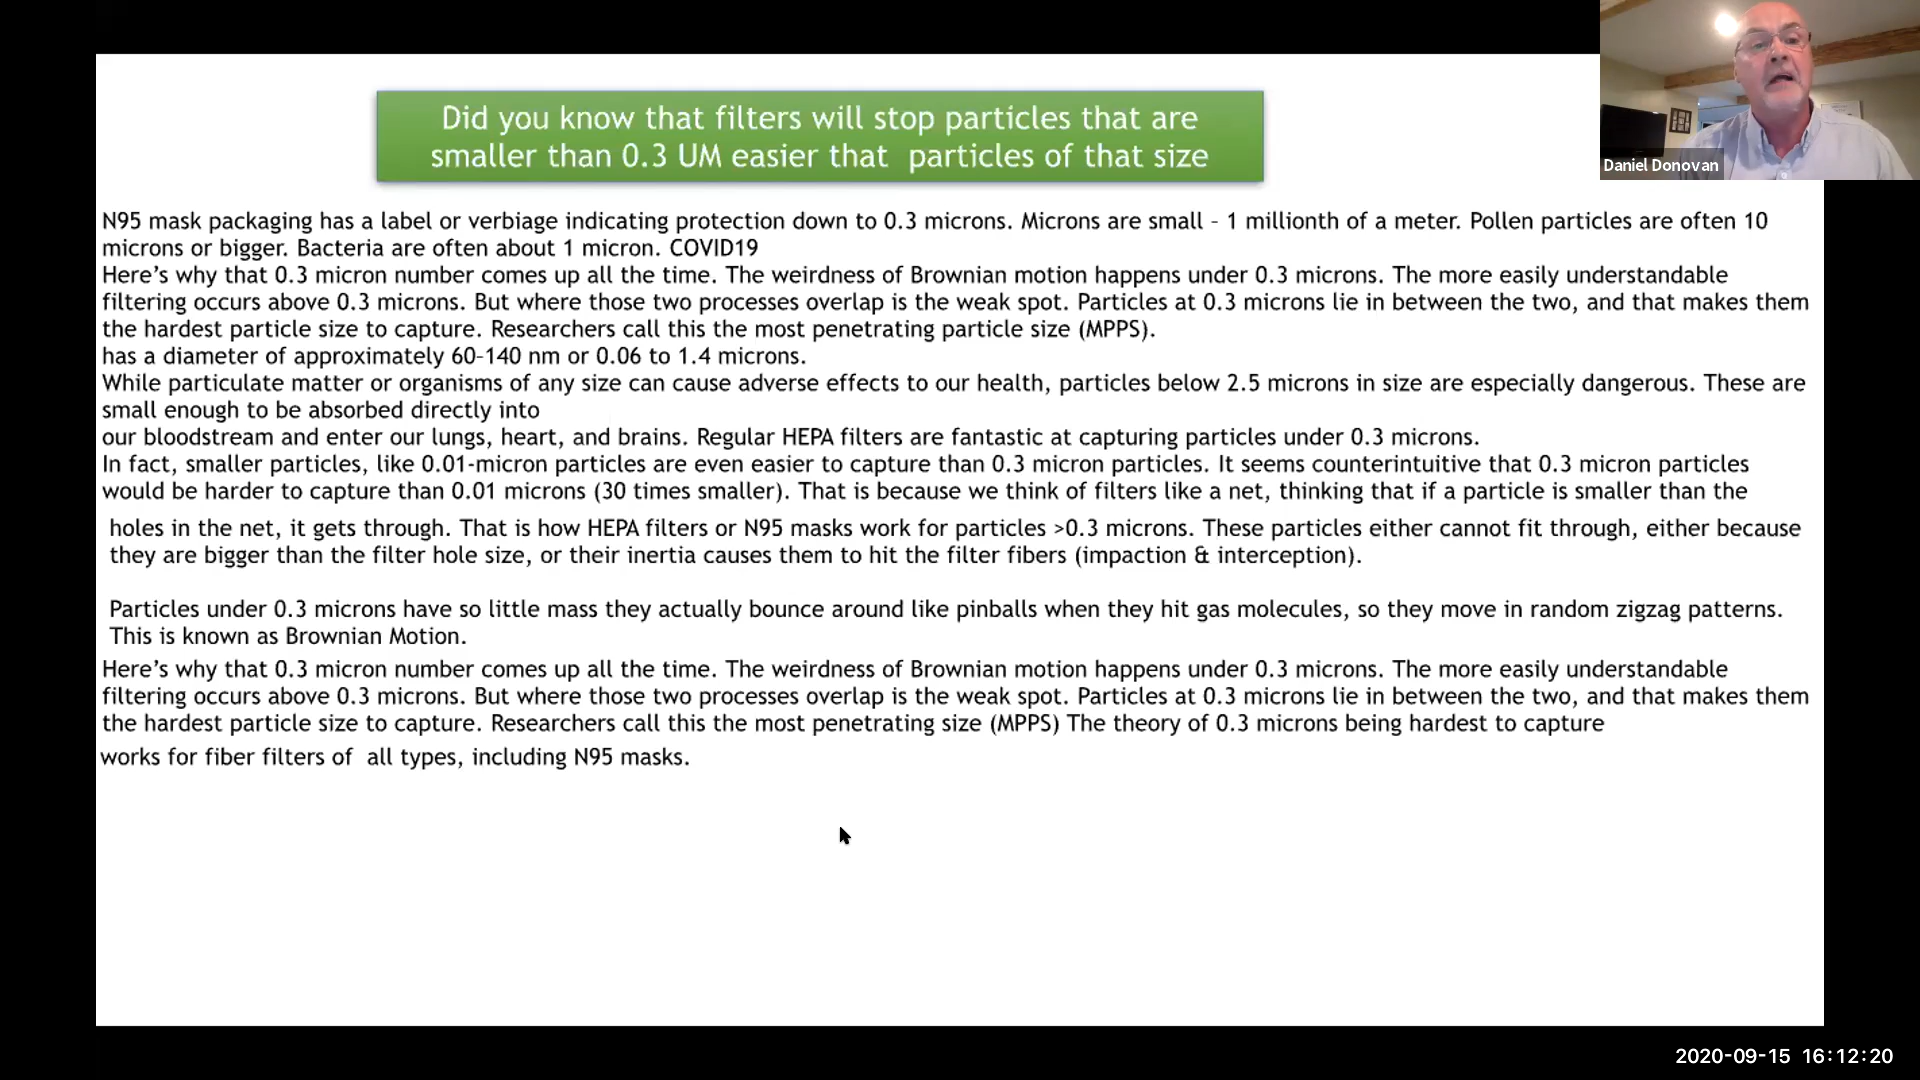 Did you know that filters will stop particles that are
smaller than 0.3 UM easier that particles of that size
Daniel Donovan
N95 mask packaging has a label or verbiage indicating protection down to 0.3 microns. Microns are small – 1 millionth of a meter. Pollen particles are often 10
microns or bigger. Bacteria are often about 1 micron. COVID19
Here’s why that 0.3 micron number comes up all the time. The weirdness of Brownian motion happens under 0.3 microns. The more easily understandable
filtering occurs above 0.3 microns. But where those two processes overlap is the weak spot. Particles at 0.3 microns lie in between the two, and that makes them
the hardest particle size to capture. Researchers call this the most penetrating particle size (MPPS).
has a diameter of approximately 60–140 nm or 0.06 to 1.4 microns.
While particulate matter or organisms of any size can cause adverse effects to our health, particles below 2.5 microns in size are especially dangerous. These are
small enough to be absorbed directly into
our bloodstream and enter our lungs, heart, and brains. Regular HEPA filters are fantastic at capturing particles under 0.3 microns.
In fact, smaller particles, like 0.01-micron particles are even easier to capture than 0.3 micron particles. It seems counterintuitive that 0.3 micron particles
would be harder to capture than 0.01 microns (30 times smaller). That is because we think of filters like a net, thinking that if a particle is smaller than the
holes in the net, it gets through. That is how HEPA filters or N95 masks work for particles >0.3 microns. These particles either cannot fit through, either because
they are bigger than the filter hole size, or their inertia causes them to hit the filter fibers (impaction & interception).
Particles under 0.3 microns have so little mass they actually bounce around like pinballs when they hit gas molecules, so they move in random zigzag patterns.
This is known as Brownian Motion.
Here’s why that 0.3 micron number comes up all the time. The weirdness of Brownian motion happens under 0.3 microns. The more easily understandable
filtering occurs above 0.3 microns. But where those two processes overlap is the weak spot. Particles at 0.3 microns lie in between the two, and that makes them
the hardest particle size to capture. Researchers call this the most penetrating size (MPPS) The theory of 0.3 microns being hardest to capture
works for fiber filters of all types, including N95 masks.
2020-09-15 16:12:20